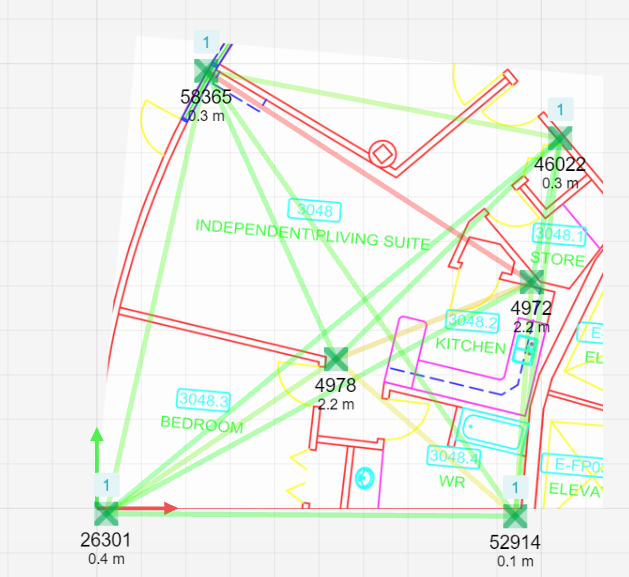 1
58365
0.3 m
1
46022
0.3 m
3048
INDEPENDENT\PLIVING SUITE
3048.1
STORE
4972
2.2 m
3048.2
KITCHEN
4978
2.2 m
3048.3
BEDROOM
3048.4
WR
E-FP0
ELEVA
1
26301
0.4 m
1
52914
0.1 m